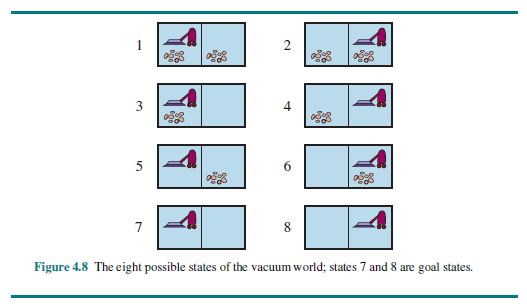 1 2
3 4
5 6
7 8
Figure 4.8 The eight possible states of the vacuum world; states 7 and 8 are goal states.